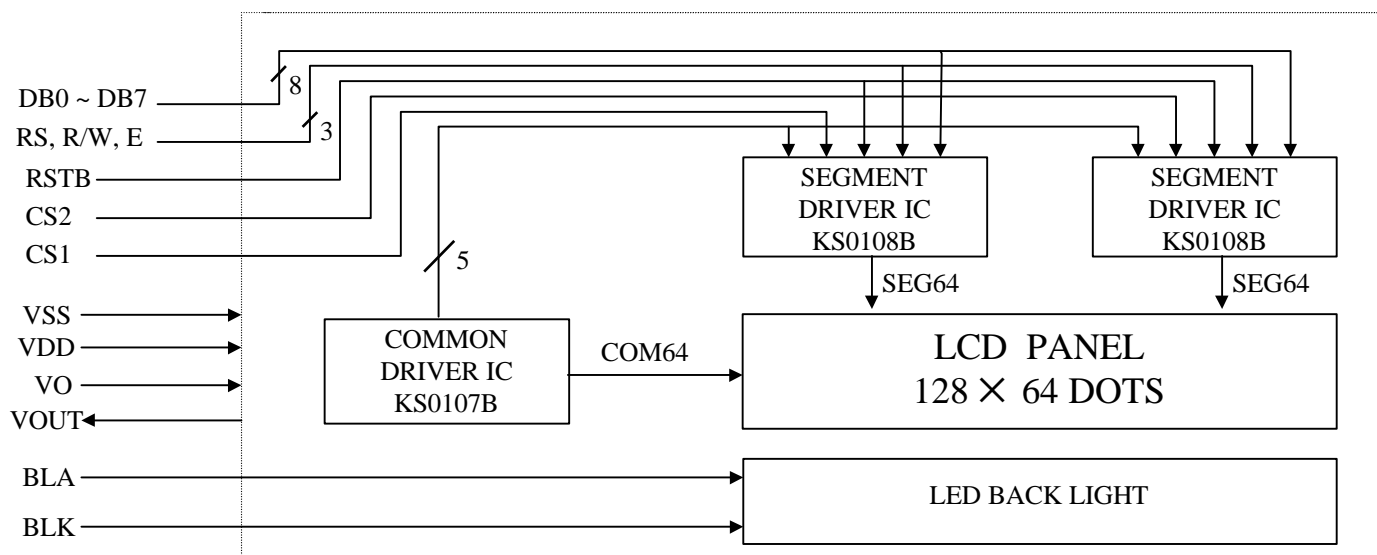 DB0 ~ DB7
8
RS, R/W, E
3
RSTB
CS2
CS1
5
VSS
VDD
VO
VOUT
BLA
BLK
SEGMENT
DRIVER IC
KS0108B
SEGMENT
DRIVER IC
KS0108B
SEG64
SEG64
COMMON
DRIVER IC
KS0107B
COM64
LCD PANEL
128 × 64 DOTS
LED BACK LIGHT